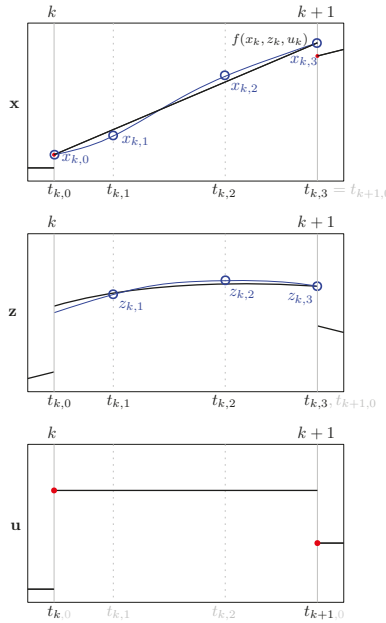 k k + 1
f(x_k, z_k, u_k)
x
x_{k,0} x_{k,1} x_{k,2} x_{k,3}
t_{k,0} t_{k,1} t_{k,2} t_{k,3} = t_{k+1,0}
k k + 1
z
z_{k,1} z_{k,2} z_{k,3}
t_{k,0} t_{k,1} t_{k,2} t_{k,3}, t_{k+1,0}
k k + 1
u
t_{k,0} t_{k,1} t_{k,2} t_{k+1,0}